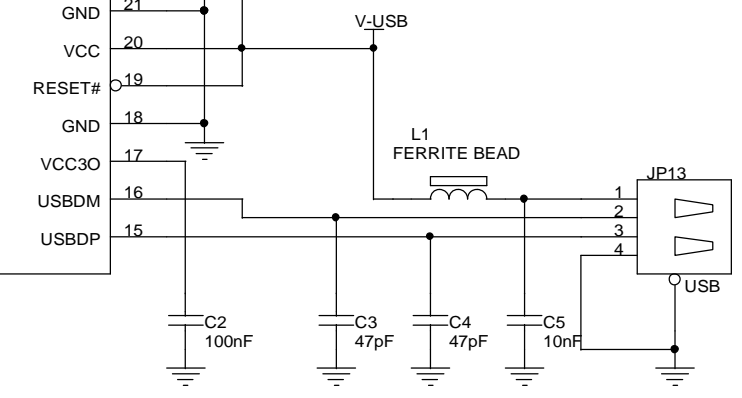 GND 21
V-USB
VCC 20
RESET# 19
GND 18
L1
FERRITE BEAD
VCC3O 17
JP13
USBDM 16
1
2
USBDP 15
3
4
USB
C2
100nF
C3
47pF
C4
47pF
C5
10nF